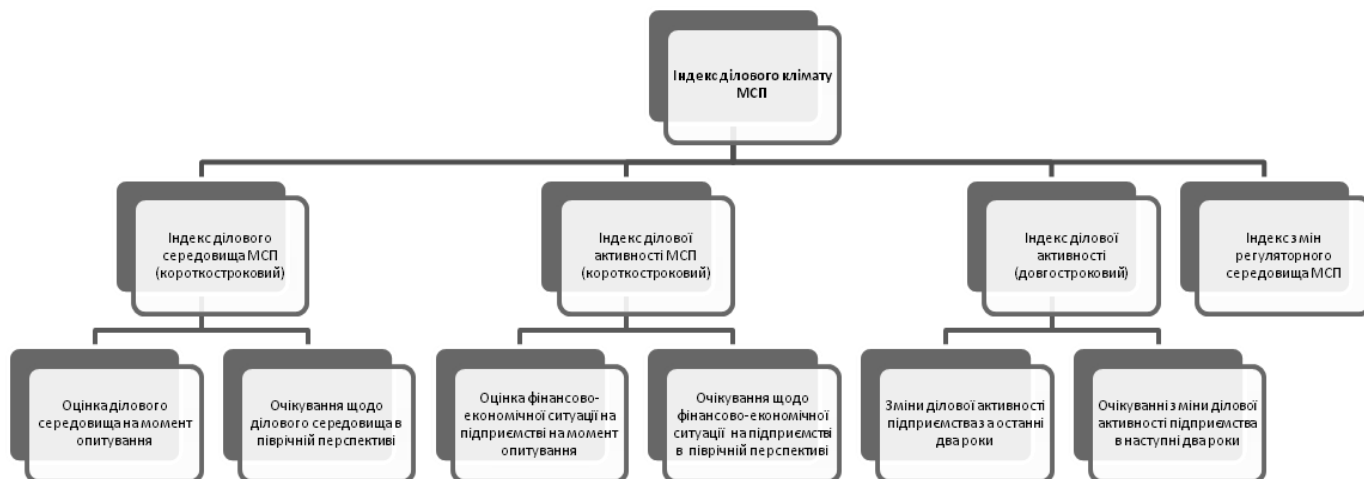 Індекс ділового клімату
МСП
Індекс ділового
середовища МСП
(короткостроковий)
Індекс ділової
активності МСП
(короткостроковий)
Індекс ділової
активності
(довгостроковий)
Індекс змін
регуляторного
середовища МСП
Оцінка ділового
середовища на момент
опитування
Очікування щодо
ділового середовища в
піврічній перспективі
Оцінка фінансово-
економічної ситуації на
підприємстві на момент
опитування
Очікування щодо
фінансово-економічної
ситуації на підприємстві
в піврічній перспективі
Зміни ділової активності
підприємства за останні
два роки
Очікуванні зміни ділової
активності підприємства
в наступні два роки